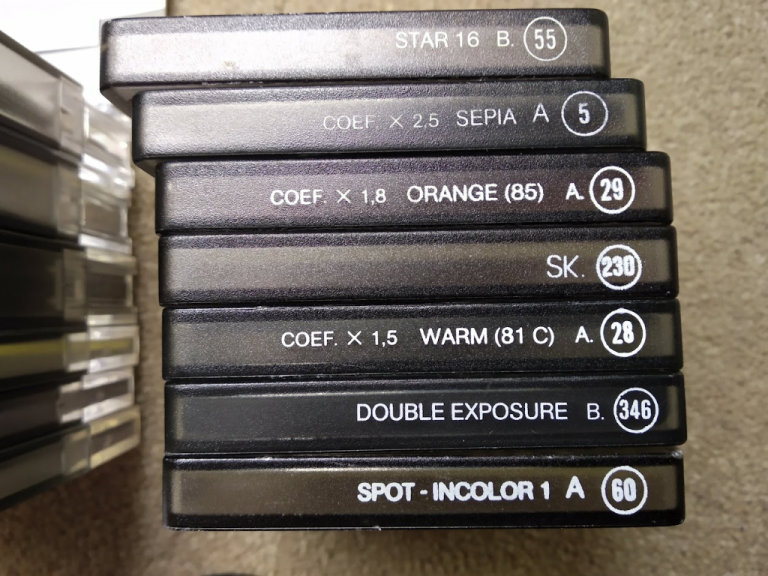 STAR 16 B. 55
COEF. × 2.5 SEPIA A 5
COEF. × 1,8 ORANGE (85) A. 29
SK. 230
COEF. × 1,5 WARM (81 C) A. 28
DOUBLE EXPOSURE B. 346
SPOT - INCOLOR 1 A 60